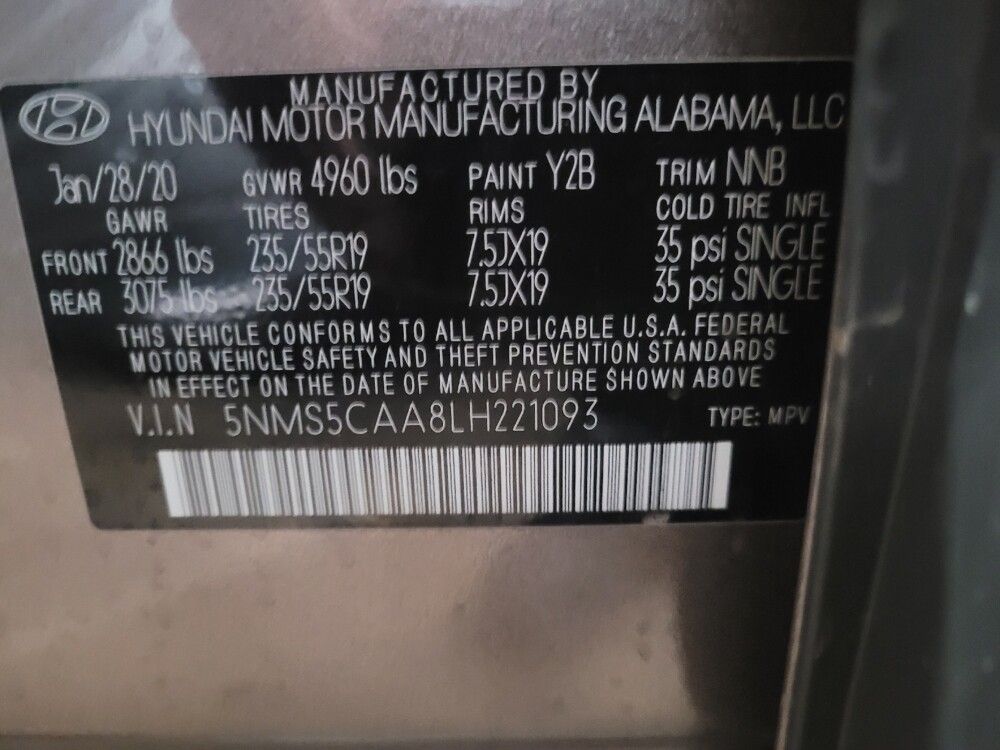 MANUFACTURED BY
HYUNDAI MOTOR MANUFACTURING ALABAMA, LLC
Jan/28/20 GVWR 4960 lbs PAINT Y2B TRIM NNB
GAWR TIRES RIMS COLD TIRE INFL
FRONT 2866 lbs 235/55R19 7.5JX19 35 psi SINGLE
REAR 3075 lbs 235/55R19 7.5JX19 35 psi SINGLE
THIS VEHICLE CONFORMS TO ALL APPLICABLE U.S.A. FEDERAL
MOTOR VEHICLE SAFETY AND THEFT PREVENTION STANDARDS
IN EFFECT ON THE DATE OF MANUFACTURE SHOWN ABOVE
V.I.N 5NMS5CAA8LH221093 TYPE: MPV